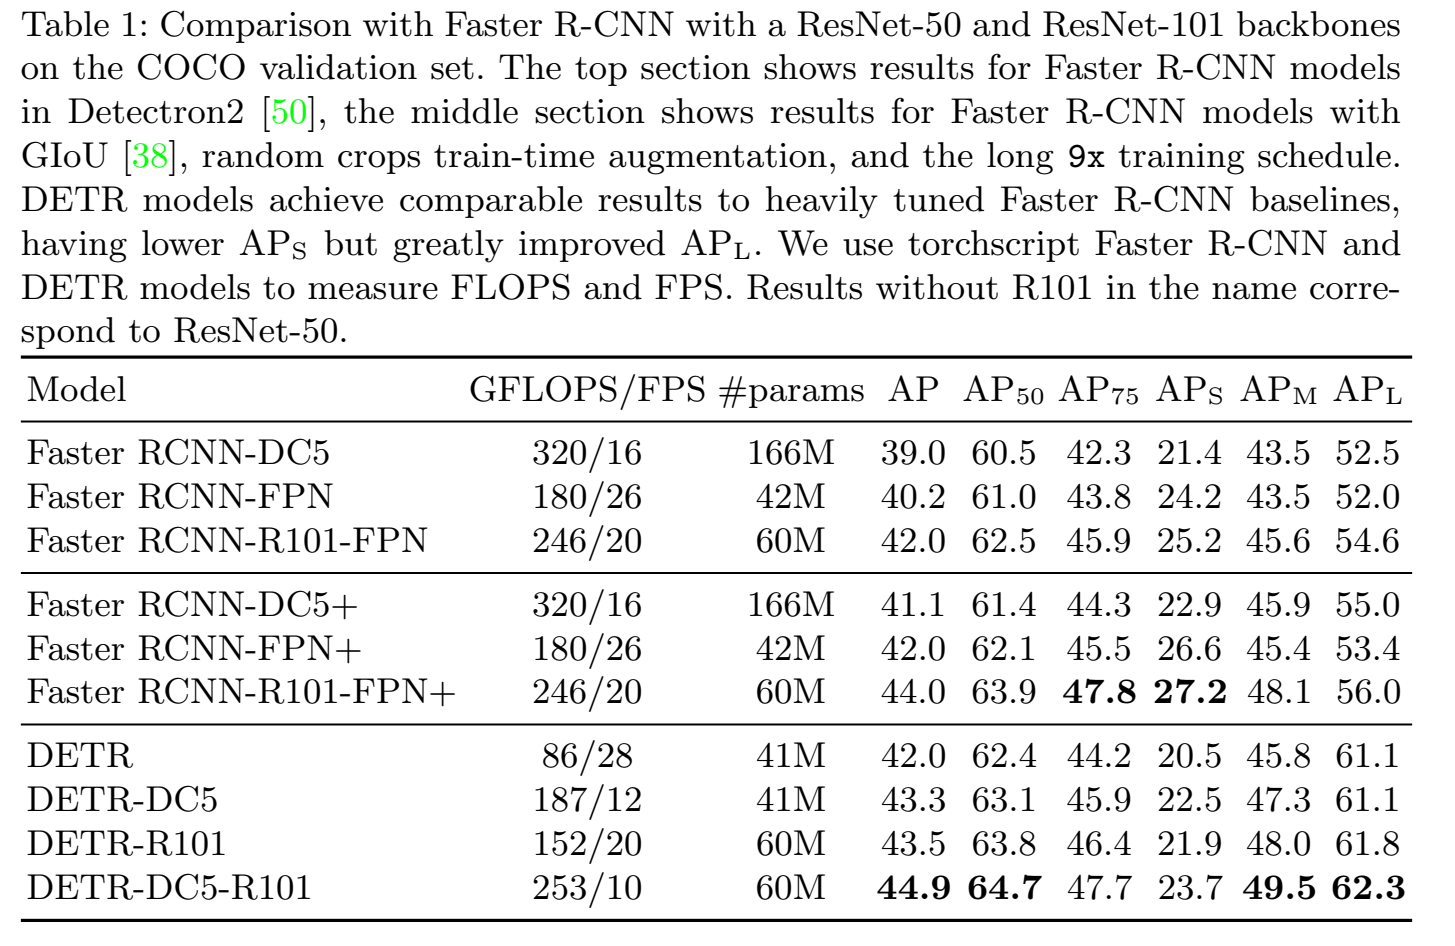 Table 1: Comparison with Faster R-CNN with a ResNet-50 and ResNet-101 backbones
on the COCO validation set. The top section shows results for Faster R-CNN models
in Detectron2 [50], the middle section shows results for Faster R-CNN models with
GIoU [38], random crops train-time augmentation, and the long 9x training schedule.
DETR models achieve comparable results to heavily tuned Faster R-CNN baselines,
having lower APS but greatly improved APL. We use torchscript Faster R-CNN and
DETR models to measure FLOPS and FPS. Results without R101 in the name corre-
spond to ResNet-50.
Model GFLOPS/FPS #params AP AP50 AP75 APS APM APL
Faster RCNN-DC5 320/16 166M 39.0 60.5 42.3 21.4 43.5 52.5
Faster RCNN-FPN 180/26 42M 40.2 61.0 43.8 24.2 43.5 52.0
Faster RCNN-R101-FPN 246/20 60M 42.0 62.5 45.9 25.2 45.6 54.6
Faster RCNN-DC5+ 320/16 166M 41.1 61.4 44.3 22.9 45.9 55.0
Faster RCNN-FPN+ 180/26 42M 42.0 62.1 45.5 26.6 45.4 53.4
Faster RCNN-R101-FPN+ 246/20 60M 44.0 63.9 47.8 27.2 48.1 56.0
DETR 86/28 41M 42.0 62.4 44.2 20.5 45.8 61.1
DETR-DC5 187/12 41M 43.3 63.1 45.9 22.5 47.3 61.1
DETR-R101 152/20 60M 43.5 63.8 46.4 21.9 48.0 61.8
DETR-DC5-R101 253/10 60M 44.9 64.7 47.7 23.7 49.5 62.3